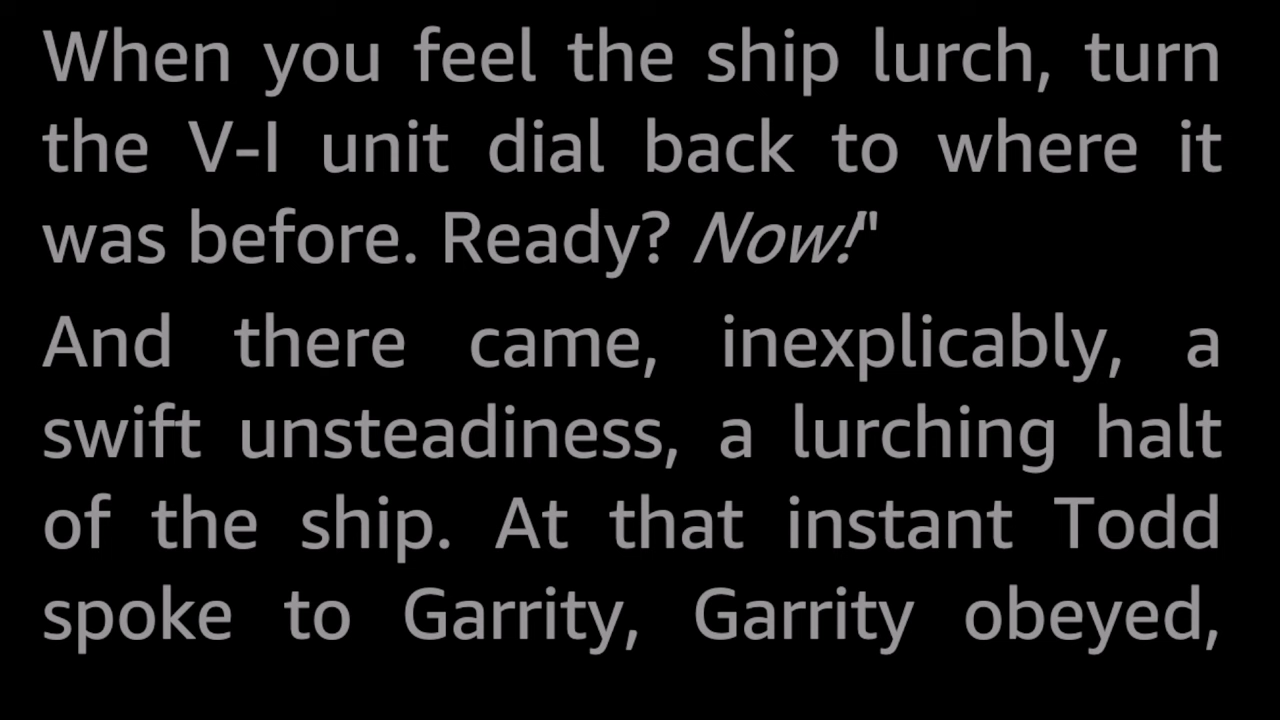 When you feel the ship lurch, turn
the V-I unit dial back to where it
was before. Ready? Now!"
And there came, inexplicably, a
swift unsteadiness, a lurching halt
of the ship. At that instant Todd
spoke to Garrity, Garrity obeyed,